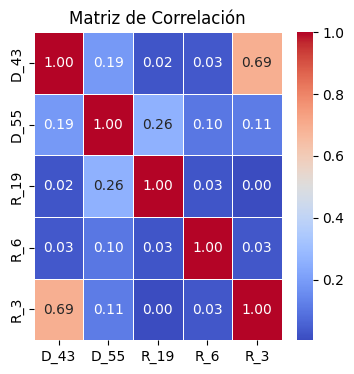 Matriz de Correlación
D_43 1.00 0.19 0.02 0.03 0.69
D_55 0.19 1.00 0.26 0.10 0.11
R_19 0.02 0.26 1.00 0.03 0.00
R_6 0.03 0.10 0.03 1.00 0.03
R_3 0.69 0.11 0.00 0.03 1.00
D_43 D_55 R_19 R_6 R_3
1.0
0.8
0.6
0.4
0.2